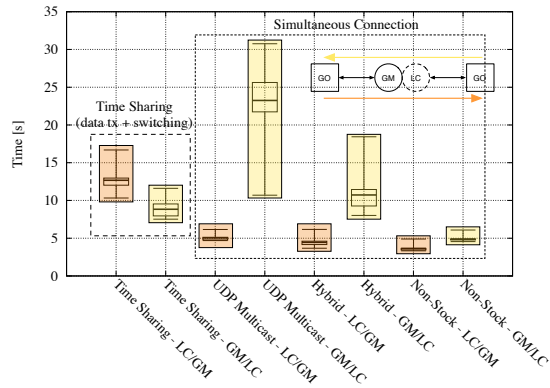 Simultaneous Connection
GO
GM
LC
GO
Time Sharing
(data tx + switching)
Time [s]
35
30
25
20
15
10
5
0
Time Sharing - LC/GM
Time Sharing - GM/LC
UDP Multicast - LC/GM
UDP Multicast - GM/LC
Hybrid - LC/GM
Hybrid - GM/LC
Non-Stock - LC/GM
Non-Stock - GM/LC